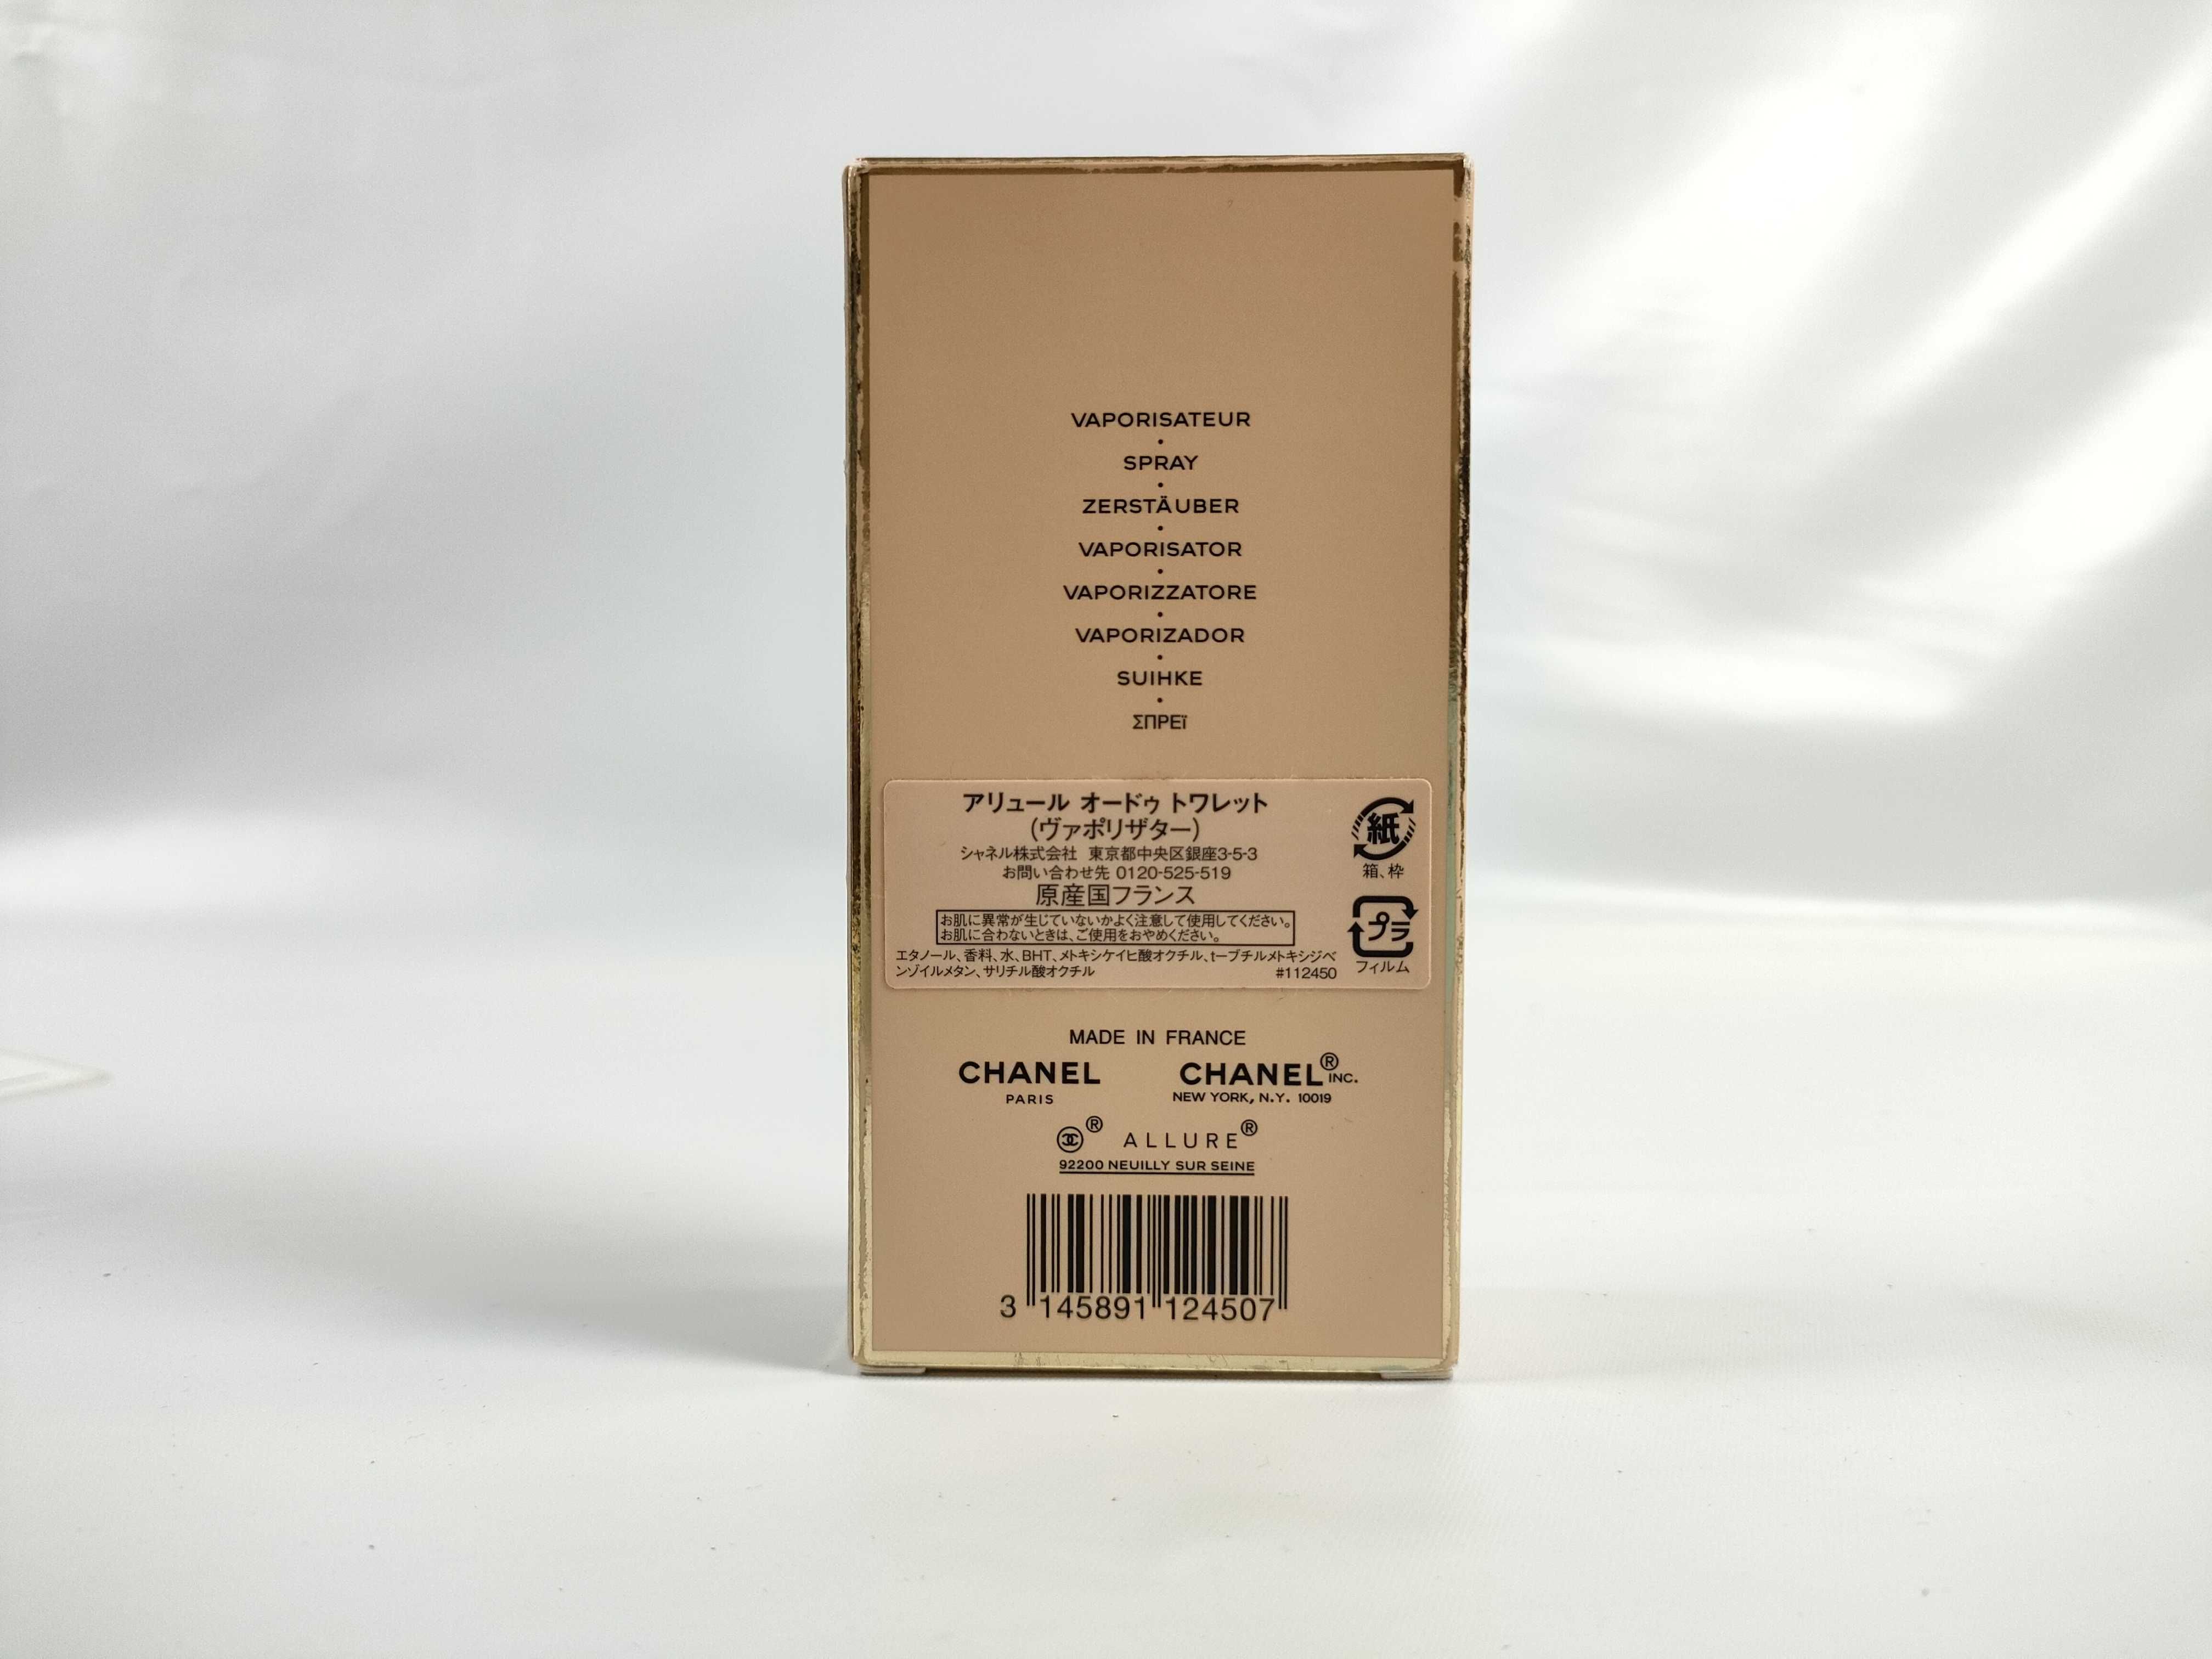 VAPORISATEUR
•
SPRAY
•
ZERSTÄUBER
•
VAPORISATOR
•
VAPORIZZATORE
•
VAPORIZADOR
•
SUIHKE
•
ΣΠΡΕϊ
アリュール オードゥ トワレット
(ヴァポリザター)
シャネル株式会社 東京都中央区銀座3-5-3
お問い合わせ先 0120-525-519
原産国フランス
お肌に異常が生じていないかよく注意して使用してください。
お肌に合わないときは、ご使用をおやめください。
エタノール、香料、水、BHT、メトキシケイヒ酸オクチル、t-ブチルメトキシジベ
ンゾイルメタン、サリチル酸オクチル #112450
紙
箱、枠
プラ
フィルム
MADE IN FRANCE
CHANEL CHANEL® INC.
PARIS NEW YORK, N.Y. 10019
® ALLURE®
92200 NEUILLY SUR SEINE
3 145891 124507